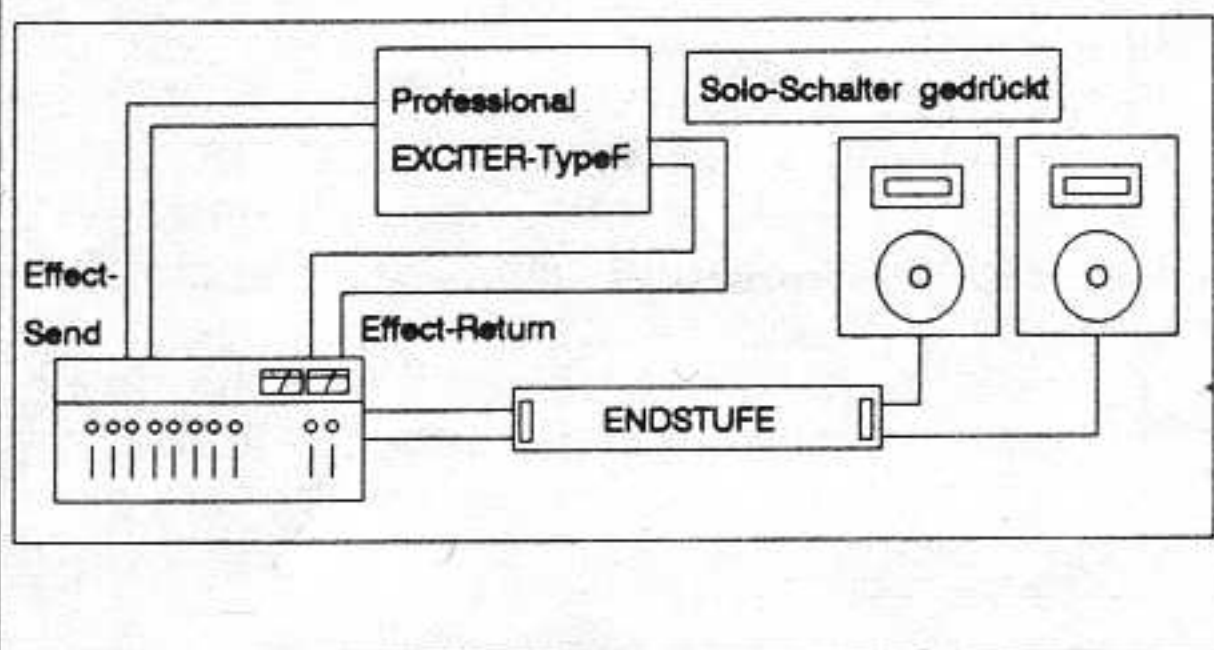 Professional
EXCITER-TypeF
Solo-Schalter gedrückt
Effect-
Send
Effect-Return
ENDSTUFE